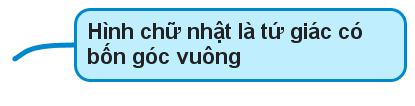 Hình chữ nhật là tứ giác có
bốn góc vuông